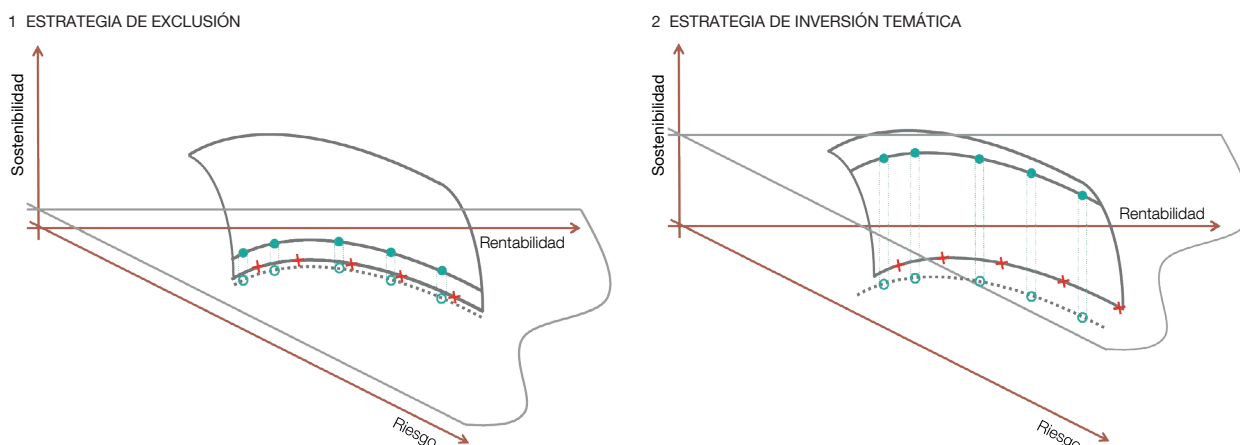 1 ESTRATEGIA DE EXCLUSIÓN
Sostenibilidad
Rentabilidad
Riesgo
2 ESTRATEGIA DE INVERSIÓN TEMÁTICA
Sostenibilidad
Rentabilidad
Riesgo